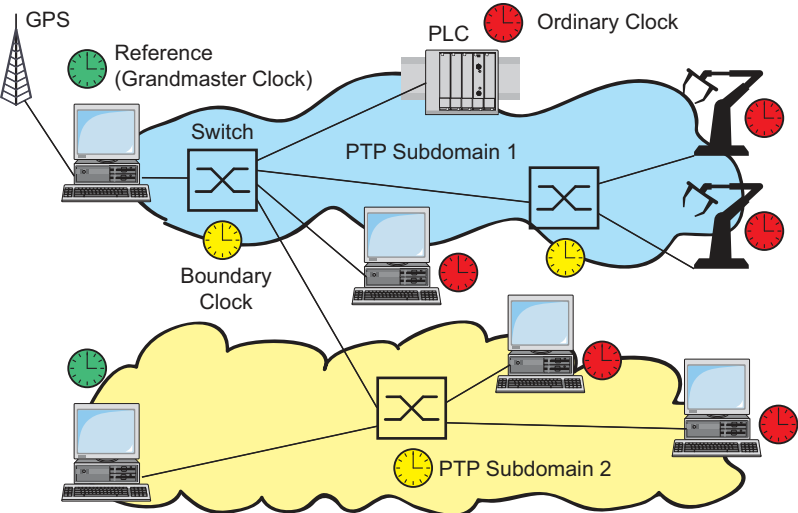 GPS
Reference
(Grandmaster Clock)
PLC
Ordinary Clock
Switch
PTP Subdomain 1
Boundary
Clock
PTP Subdomain 2